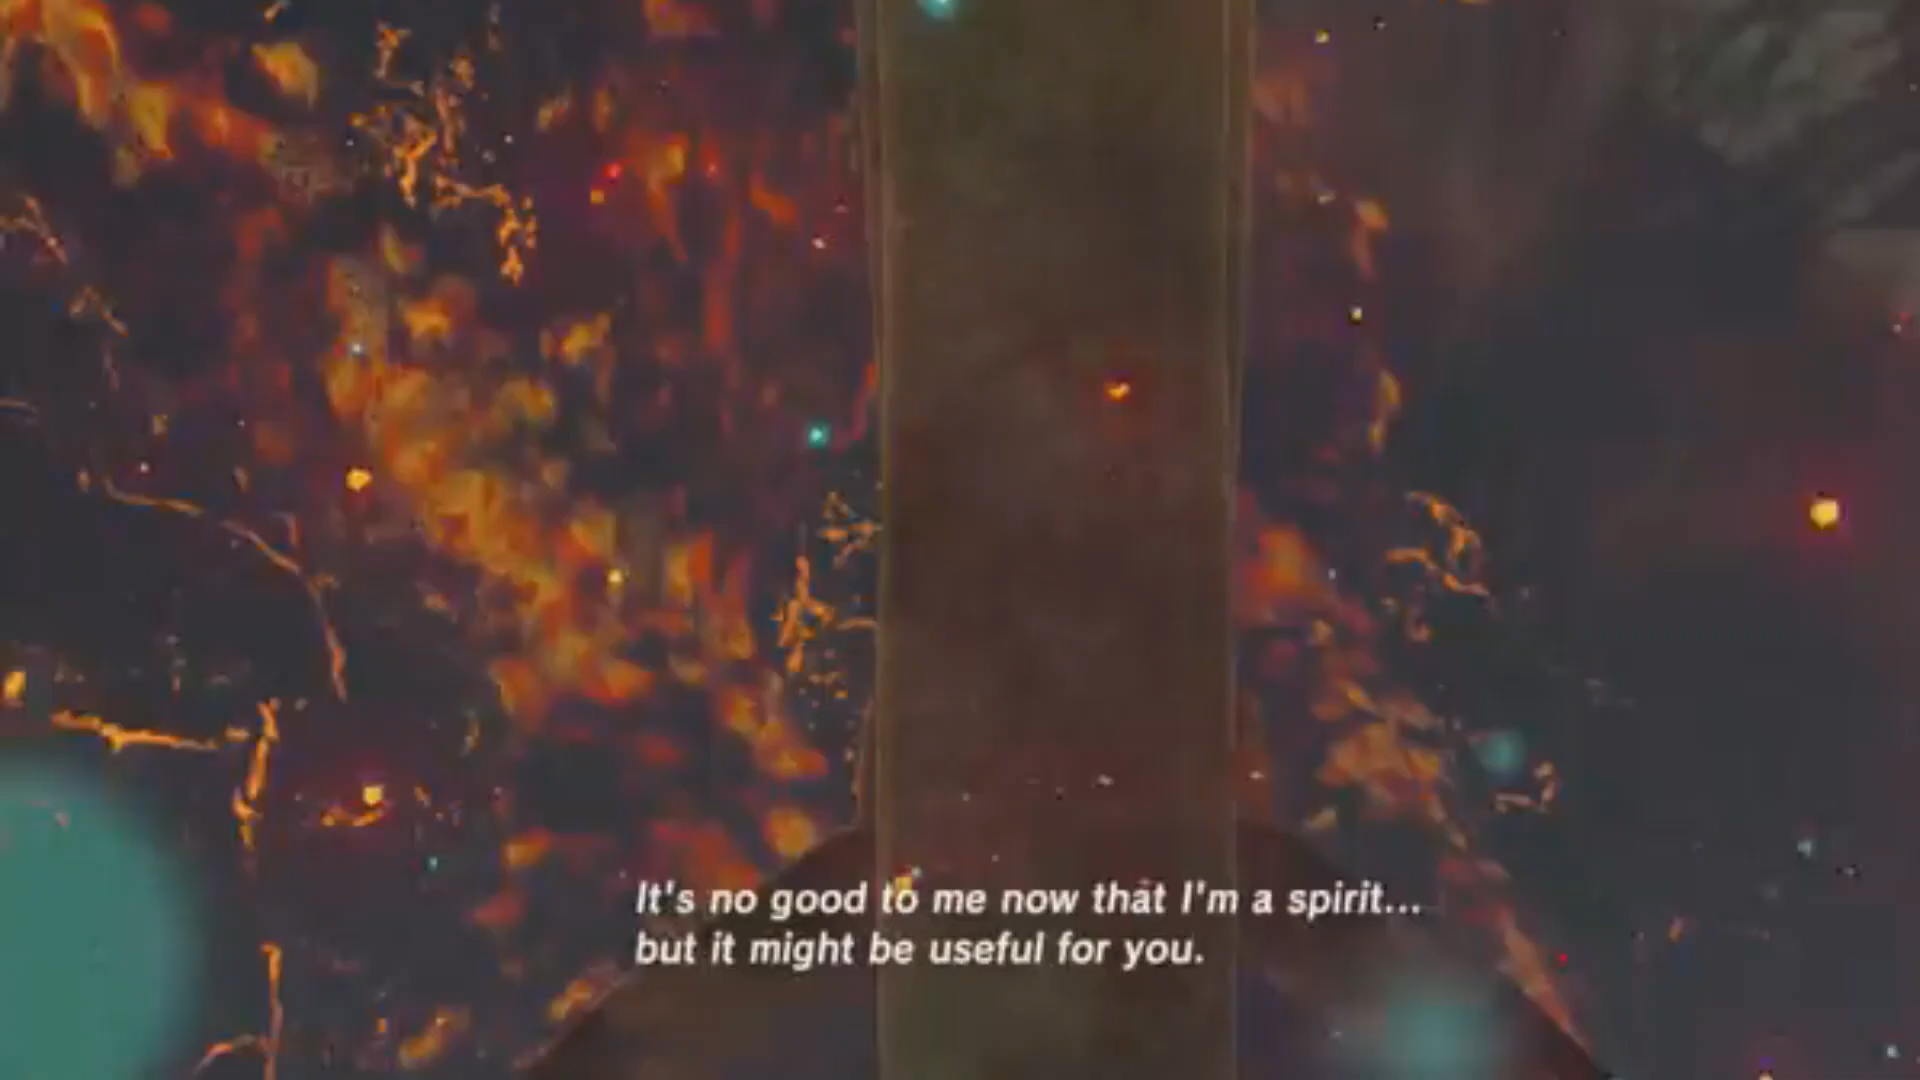 It's no good to me now that I'm a spirit...
but it might be useful for you.